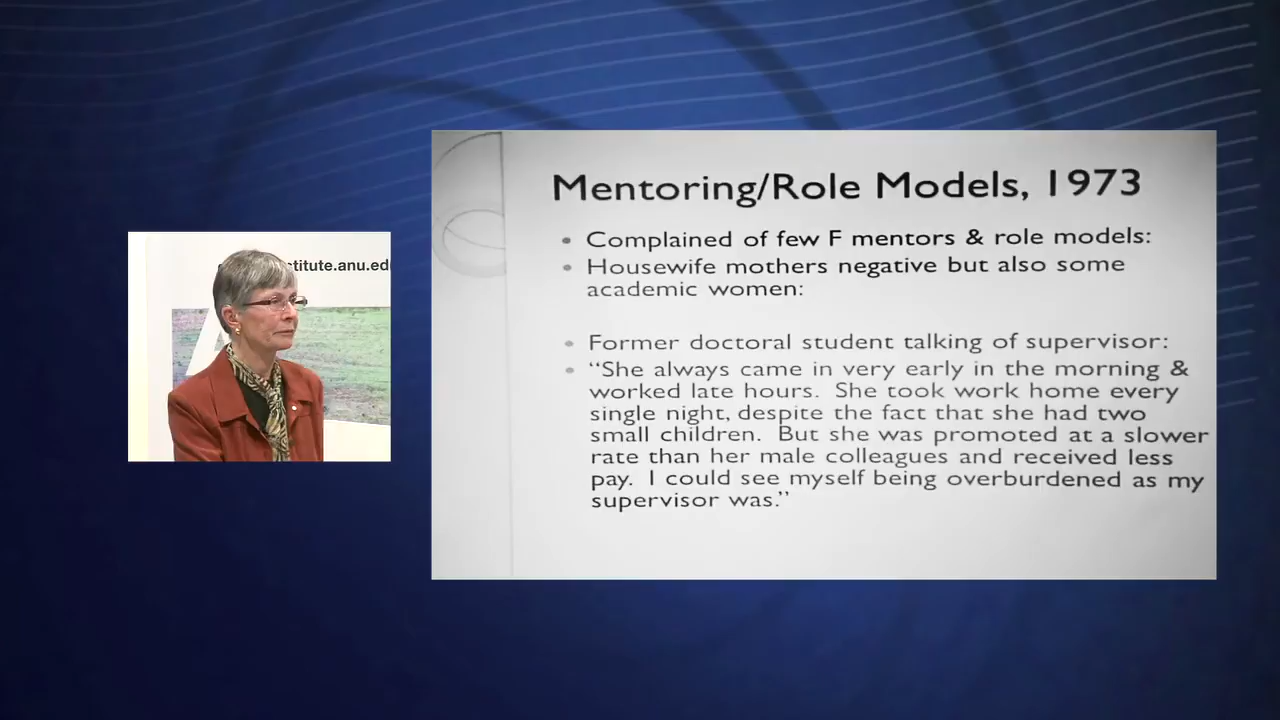 stitute.anu.edu
Mentoring/Role Models, 1973
• Complained of few F mentors & role models:
• Housewife mothers negative but also some
academic women:
• Former doctoral student talking of supervisor:
• “She always came in very early in the morning &
worked late hours. She took work home every
single night, despite the fact that she had two
small children. But she was promoted at a slower
rate than her male colleagues and received less
pay. I could see myself being overburdened as my
supervisor was.”